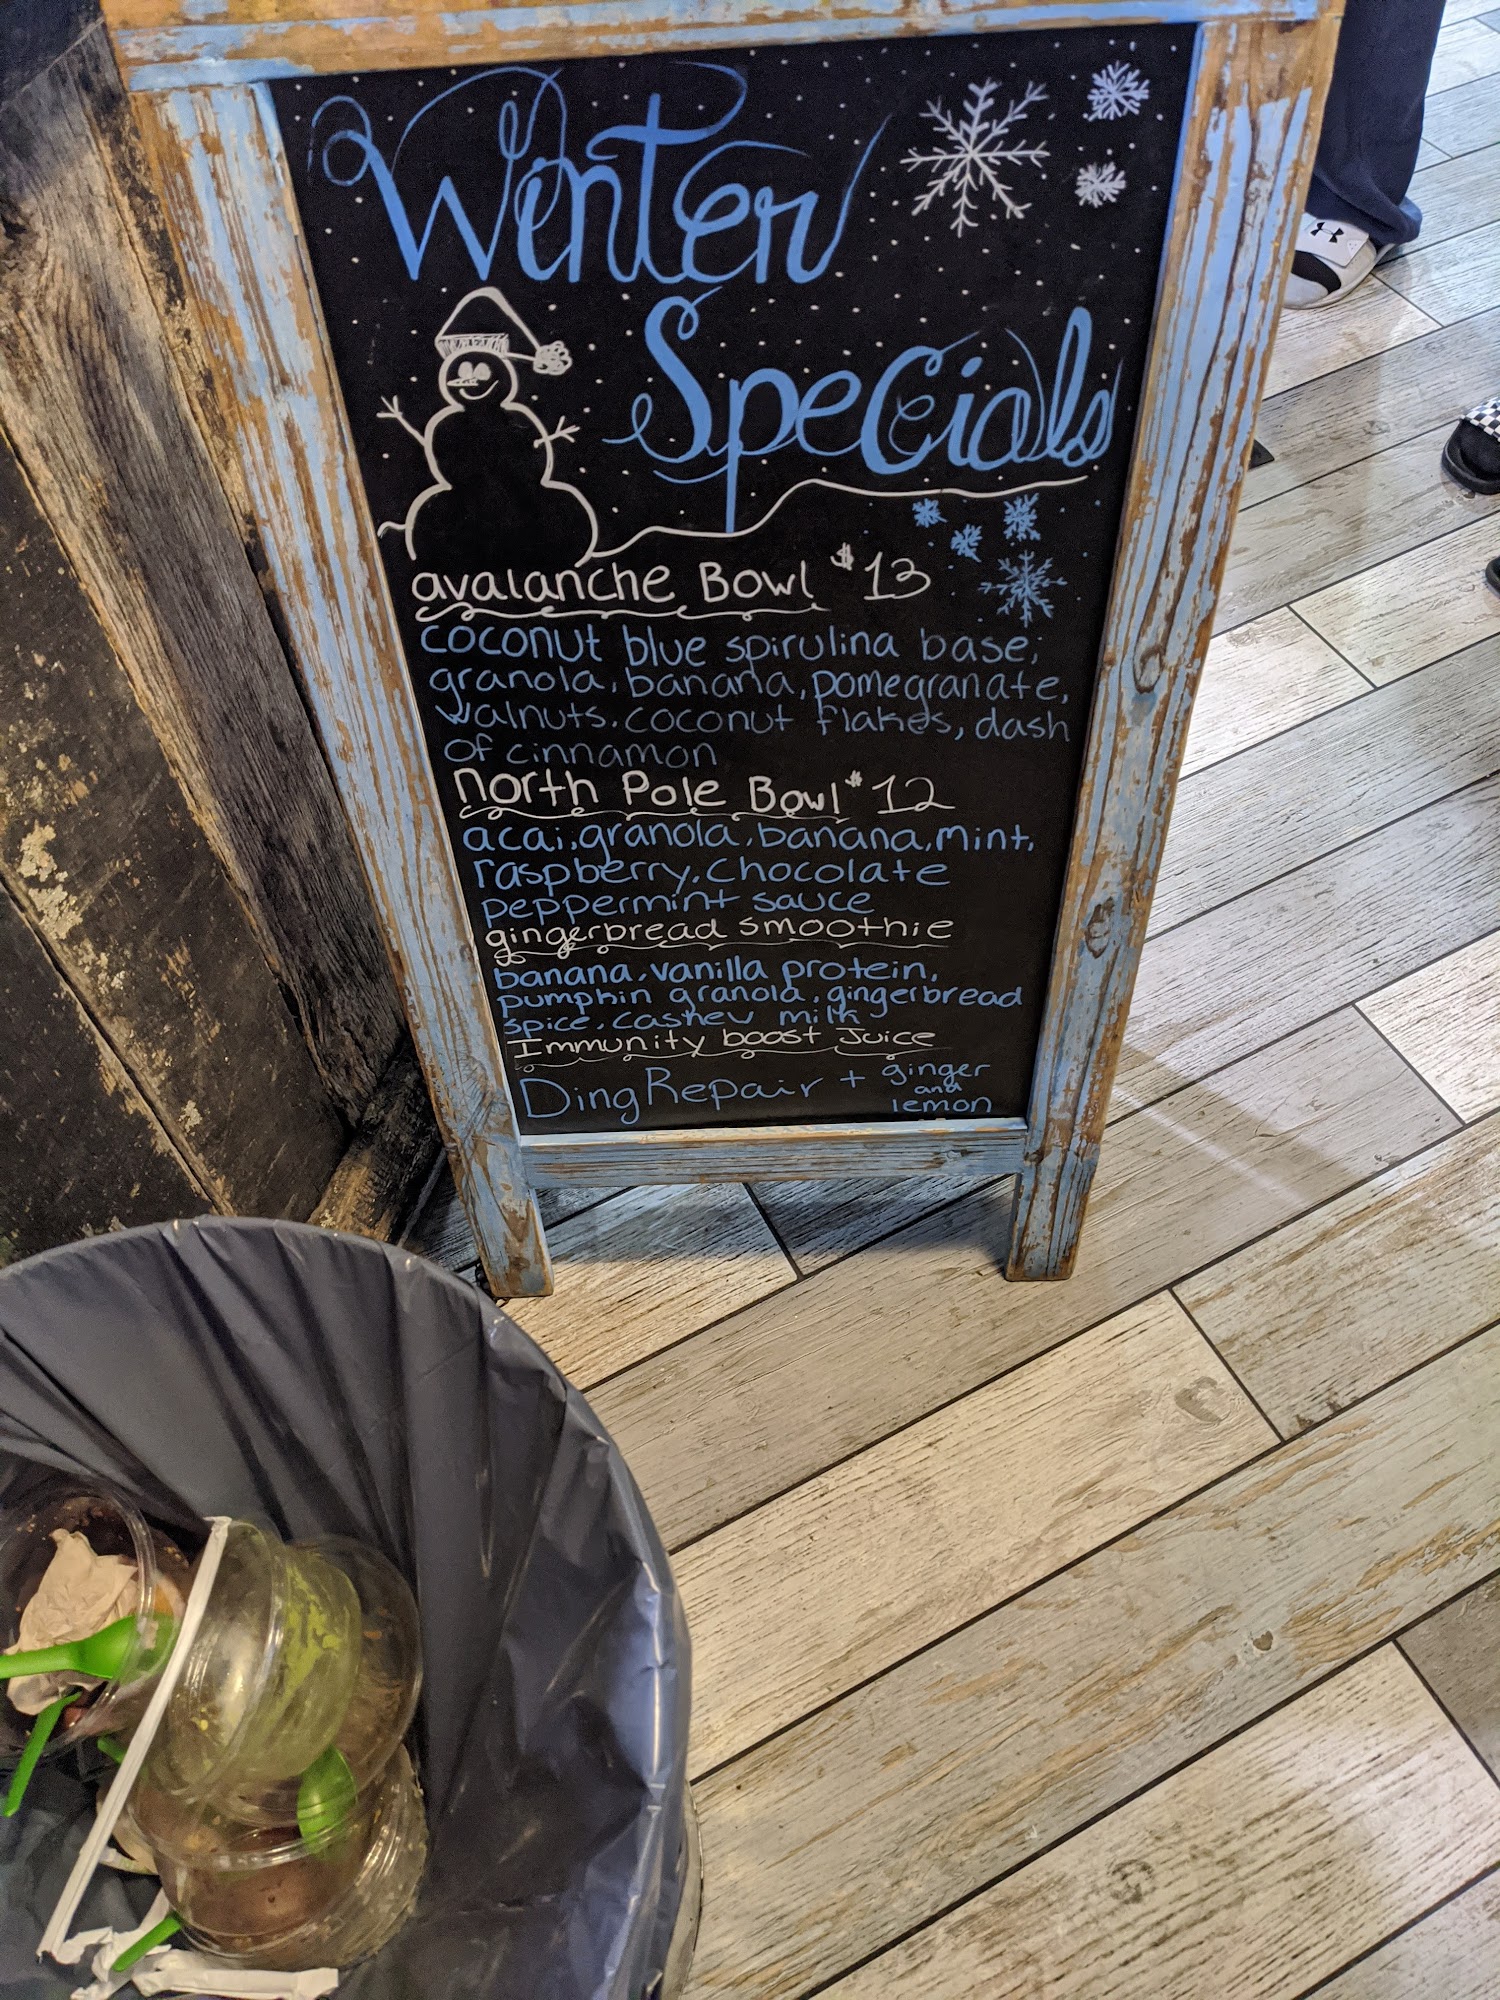 Winter
Specials
avalanche Bowl $13
coconut blue spirulina base;
granola, banana, pomegranate,
walnuts, coconut flakes, dash
of cinnamon
North Pole Bowl $12
acai, granola, banana, mint,
raspberry, chocolate
peppermint sauce
gingerbread smoothie
banana, vanilla protein,
pumpkin granola, gingerbread
spice, cashew milk
Immunity boost Juice
Ding Repair + ginger
and
lemon